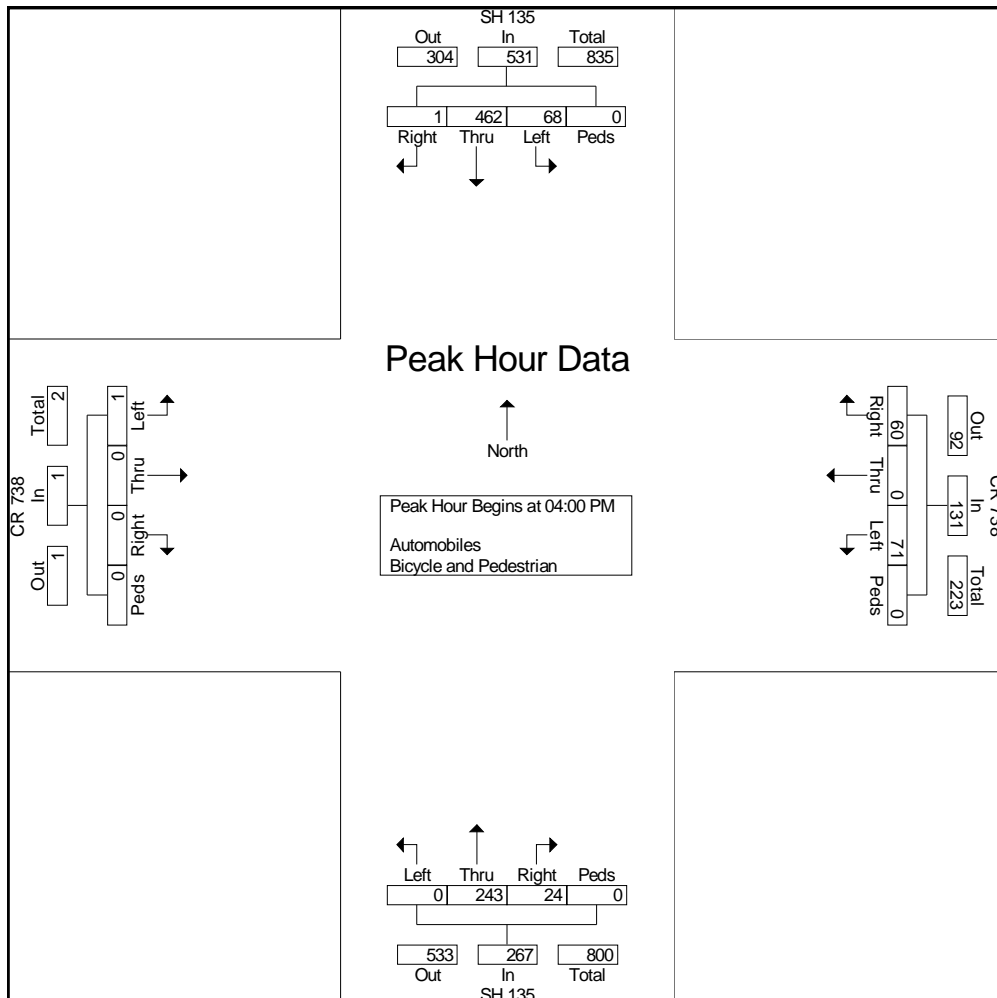 SH 135
Out In Total
304 531 835
1 462 68 0
Right Thru Left Peds
Peak Hour Data
North
Peak Hour Begins at 04:00 PM
Automobiles
Bicycle and Pedestrian
CR 738
Out In Total
1 1 2
0 0 0 1
Peds Right Thru Left
CR 738
Out In Total
92 131 223
60 0 71 0
Right Thru Left Peds
Left Thru Right Peds
0 243 24 0
533 267 800
Out In Total
SH 135